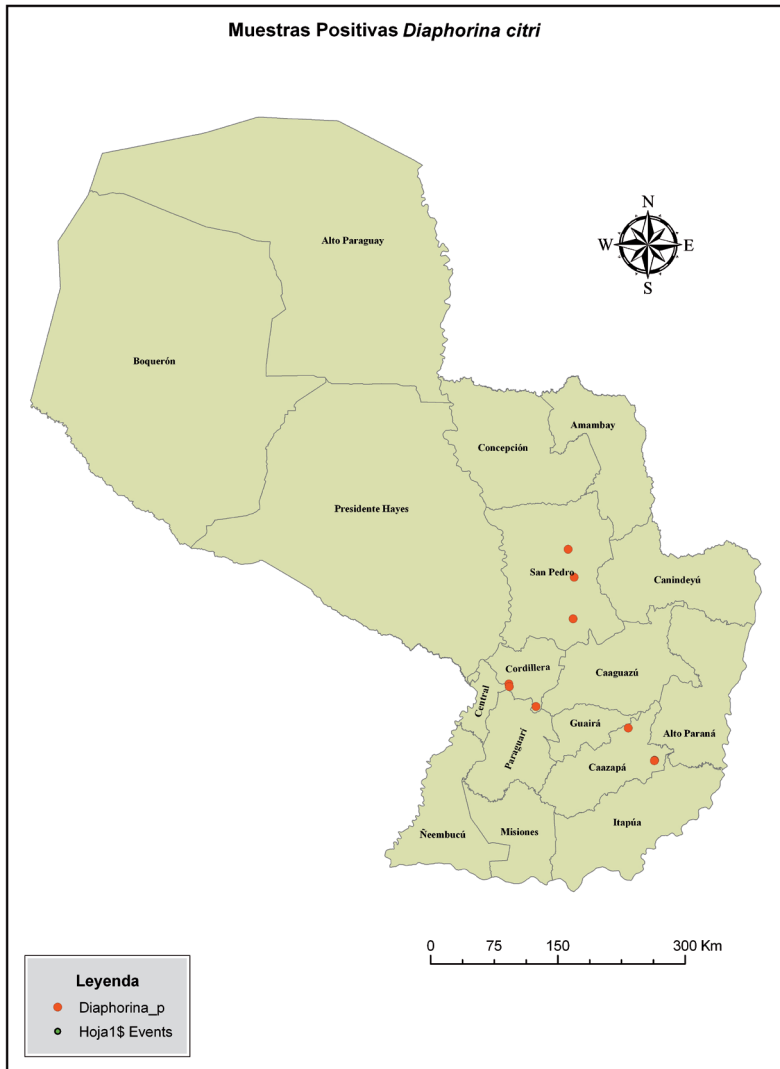 Muestras Positivas Diaphorina citri
N
W E
S
Alto Paraguay
Boquerón
Amambay
Concepción
Presidente Hayes
San Pedro
Canindeyú
Cordillera
Caaguazú
Central
Guairá
Alto Paraná
Paraguarí
Caazapá
Itapúa
Ñeembucú
Misiones
0 75 150 300 Km
Leyenda
Diaphorina_p
Hoja1$ Events